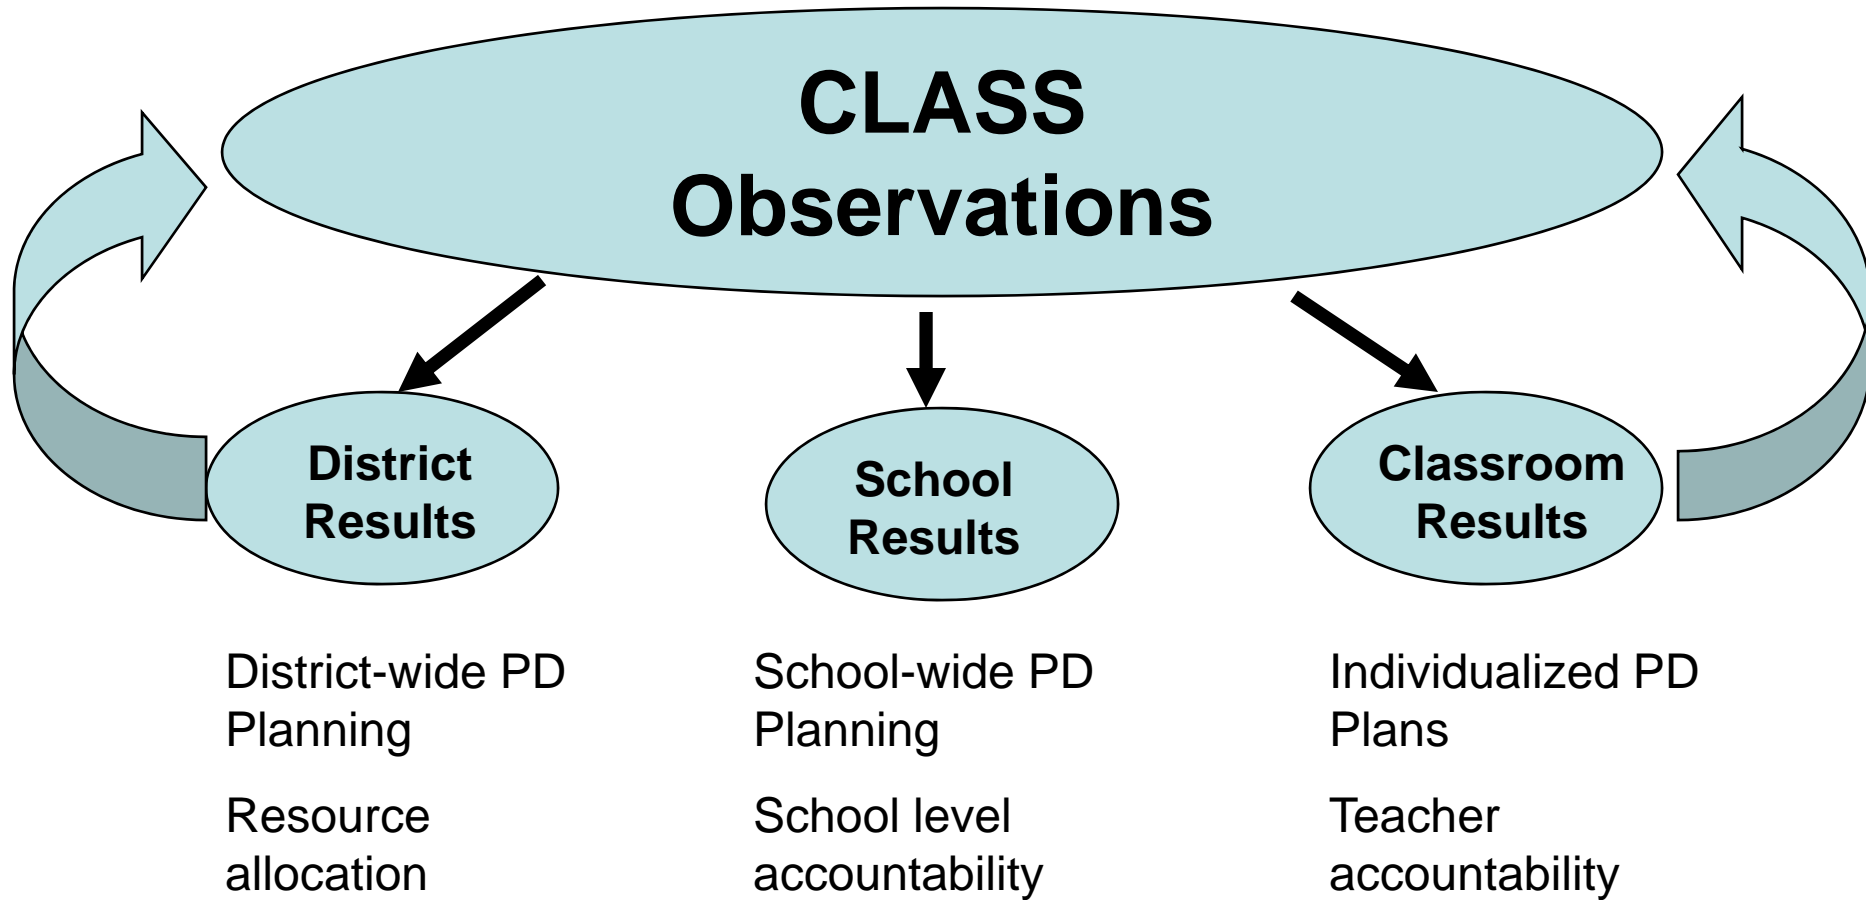 CLASS
Observations
District
Results
School
Results
Classroom
Results
District-wide PD
Planning
Resource
allocation
School-wide PD
Planning
School level
accountability
Individualized PD
Plans
Teacher
accountability